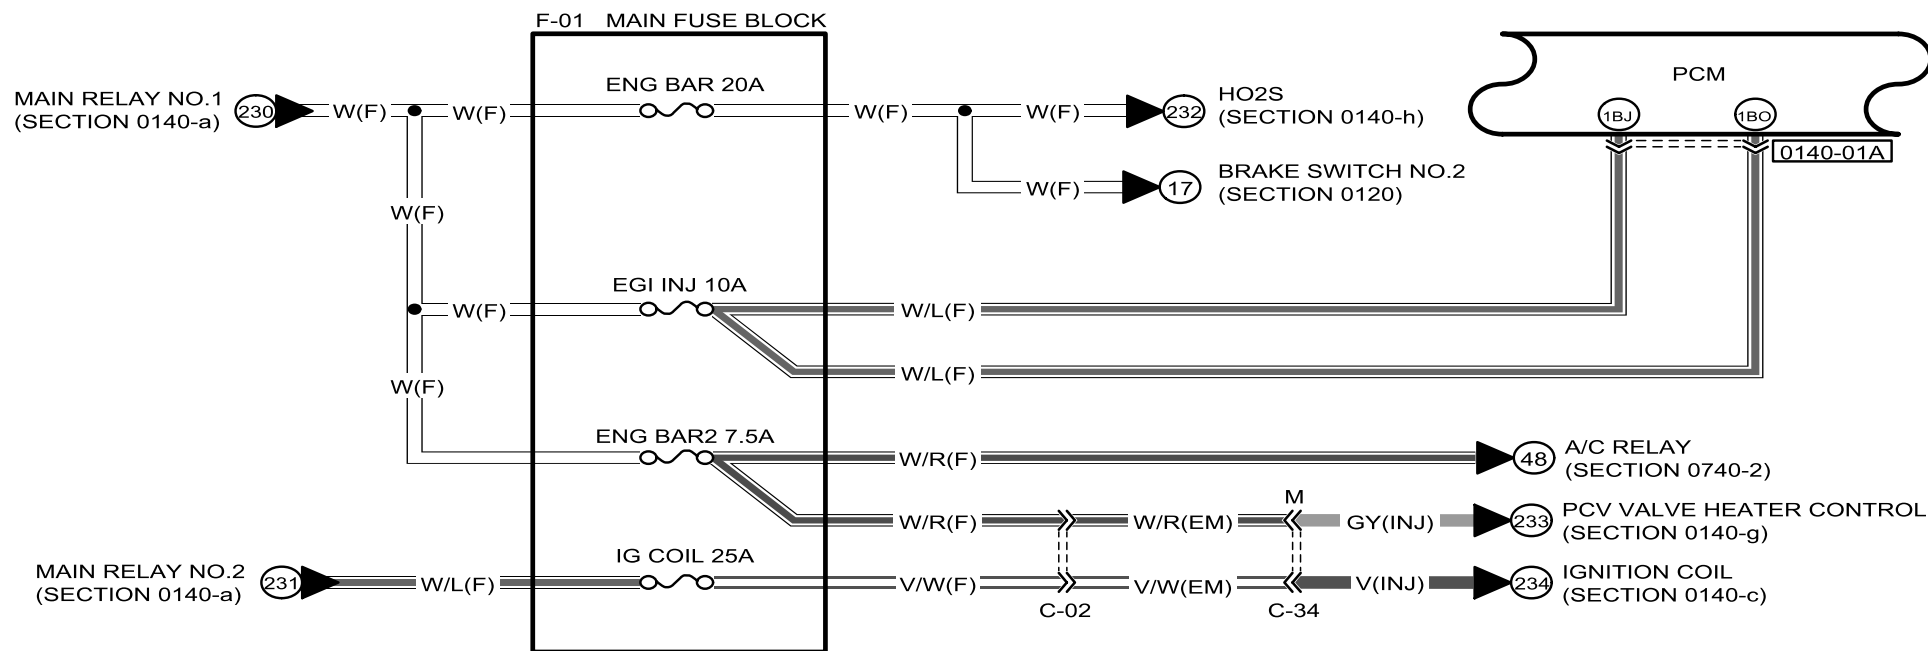 F-01 MAIN FUSE BLOCK
MAIN RELAY NO.1
(SECTION 0140-a)
230
W(F)
W(F)
ENG BAR 20A
W(F)
W(F)
232
HO2S
(SECTION 0140-h)
W(F)
17
BRAKE SWITCH NO.2
(SECTION 0120)
PCM
1BJ
1BO
0140-01A
W(F)
W(F)
EGI INJ 10A
W/L(F)
W/L(F)
W(F)
ENG BAR2 7.5A
W/R(F)
48
A/C RELAY
(SECTION 0740-2)
W/R(F)
W/R(EM)
M
GY(INJ)
233
PCV VALVE HEATER CONTROL
(SECTION 0140-g)
MAIN RELAY NO.2
(SECTION 0140-a)
231
W/L(F)
IG COIL 25A
V/W(F)
V/W(EM)
V(INJ)
234
IGNITION COIL
(SECTION 0140-c)
C-02
C-34